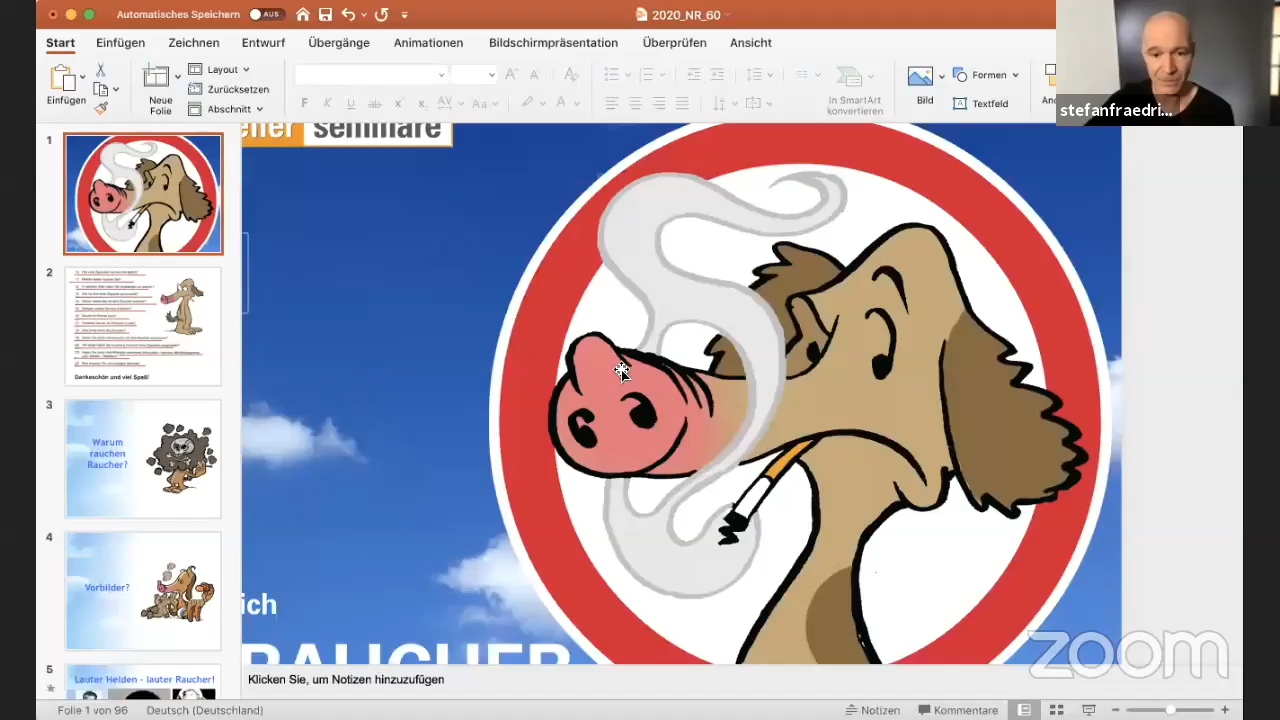 Automatisches Speichern AUS
2020_NR_60
Start Einfügen Zeichnen Entwurf Übergänge Animationen Bildschirmpräsentation Überprüfen Ansicht
Einfügen
Neue
Folie
Layout
Zurücksetzen
Abschnitt
F K U ab
AV Aa A
In SmartArt
konvertieren
Bild
Formen
Textfeld
stefanfraedri...
seminare
1
2
Dankeschön und viel Spaß!
3
Warum
rauchen
Raucher?
4
Vorbilder?
5
Lauter Helden - lauter Raucher!
ich
RAUCHER
zoom
Klicken Sie, um Notizen hinzuzufügen
Folie 1 von 96 Deutsch (Deutschland) Notizen Kommentare